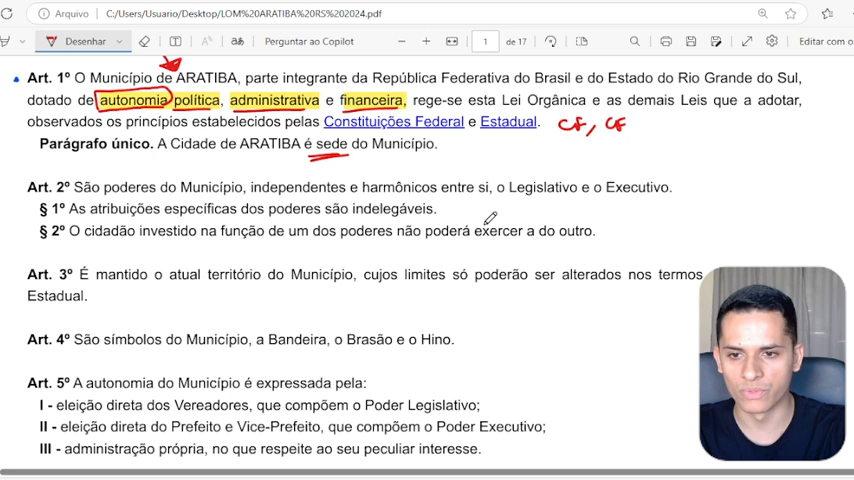 Arquivo C:/Users/Usuario/Desktop/LOM%20ARATIBA%20RS%202024.pdf
Desenhar Perguntar ao Copilot 1 de 17 Editar com o
Art. 1º O Município de ARATIBA, parte integrante da República Federativa do Brasil e do Estado do Rio Grande do Sul,
dotado de autonomia política, administrativa e financeira, rege-se esta Lei Orgânica e as demais Leis que a adotar,
observados os princípios estabelecidos pelas Constituições Federal e Estadual.
Parágrafo único. A Cidade de ARATIBA é sede do Município.
Art. 2º São poderes do Município, independentes e harmônicos entre si, o Legislativo e o Executivo.
§ 1º As atribuições específicas dos poderes são indelegáveis.
§ 2º O cidadão investido na função de um dos poderes não poderá exercer a do outro.
Art. 3º É mantido o atual território do Município, cujos limites só poderão ser alterados nos termos
Estadual.
Art. 4º São símbolos do Município, a Bandeira, o Brasão e o Hino.
Art. 5º A autonomia do Município é expressada pela:
I - eleição direta dos Vereadores, que compõem o Poder Legislativo;
II - eleição direta do Prefeito e Vice-Prefeito, que compõem o Poder Executivo;
III - administração própria, no que respeite ao seu peculiar interesse.